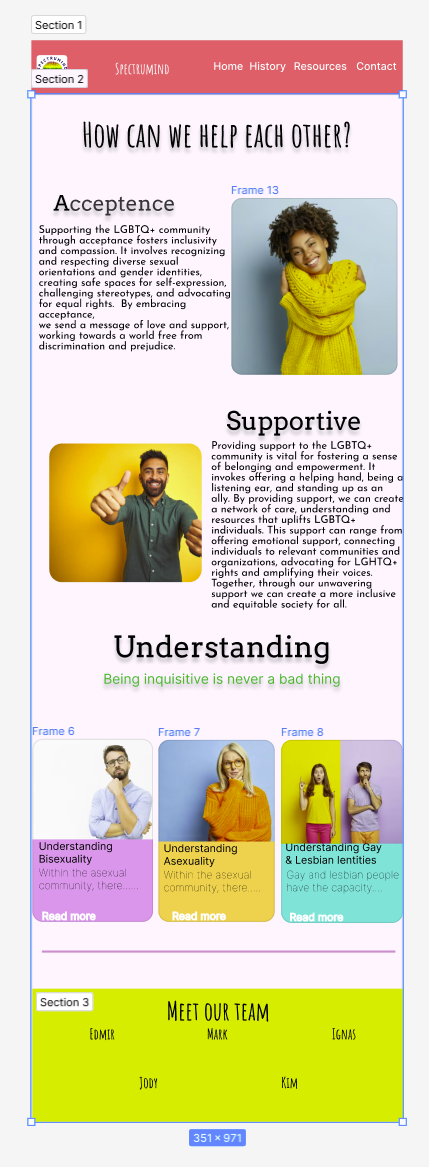 Section 1
SPECTRUMIND
Section 2
Spectrumind
Home History Resources Contact
How can we help each other?
Frame 13
Acceptence
Supporting the LGBTQ+ community
through acceptance fosters inclusivity
and compassion. It involves recognizing
and respecting diverse sexual
orientations and gender identities,
creating safe spaces for self-expression,
challenging stereotypes, and advocating
for equal rights. By embracing
acceptance,
we send a message of love and support,
working towards a world free from
discrimination and prejudice.
Supportive
Providing support to the LGBTQ+
community is vital for fostering a sense
of belonging and empowerment. It
invokes offering a helping hand, being a
listening ear, and standing up as an
ally. By providing support, we can create
a network of care, understanding and
resources that uplifts LGBTQ+
individuals. This support can range from
offering emotional support, connecting
individuals to relevant communities and
organizations, advocating for LGHTQ+
rights and amplifying their voices.
Together, through our unwavering
support we can create a more inclusive
and equitable society for all.
Understanding
Being inquisitive is never a bad thing
Frame 6
Frame 7
Frame 8
Understanding
Bisexuality
Within the asexual
community, there......
Read more
Understanding
Asexuality
Within the asexual
community, there.....
Read more
Understanding Gay
& Lesbian Ientities
Gay and lesbian people
have the capacity....
Read more
Section 3
Meet our team
Edmir Mark Ignas
Jody Kim
351 × 971